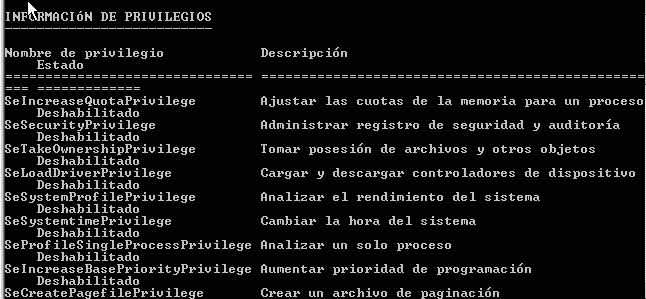 INFORMACIóN DE PRIVILEGIOS
--------------------------
Nombre de privilegio Descripción
Estado
=============================== ================================================
=== =============
SeIncreaseQuotaPrivilege Ajustar las cuotas de la memoria para un proceso
Deshabilitado
SeSecurityPrivilege Administrar registro de seguridad y auditoría
Deshabilitado
SeTakeOwnershipPrivilege Tomar posesión de archivos y otros objetos
Deshabilitado
SeLoadDriverPrivilege Cargar y descargar controladores de dispositivo
Deshabilitado
SeSystemProfilePrivilege Analizar el rendimiento del sistema
Deshabilitado
SeSystemtimePrivilege Cambiar la hora del sistema
Deshabilitado
SeProfileSingleProcessPrivilege Analizar un solo proceso
Deshabilitado
SeIncreaseBasePriorityPrivilege Aumentar prioridad de programación
Deshabilitado
SeCreatePagefilePrivilege Crear un archivo de paginación